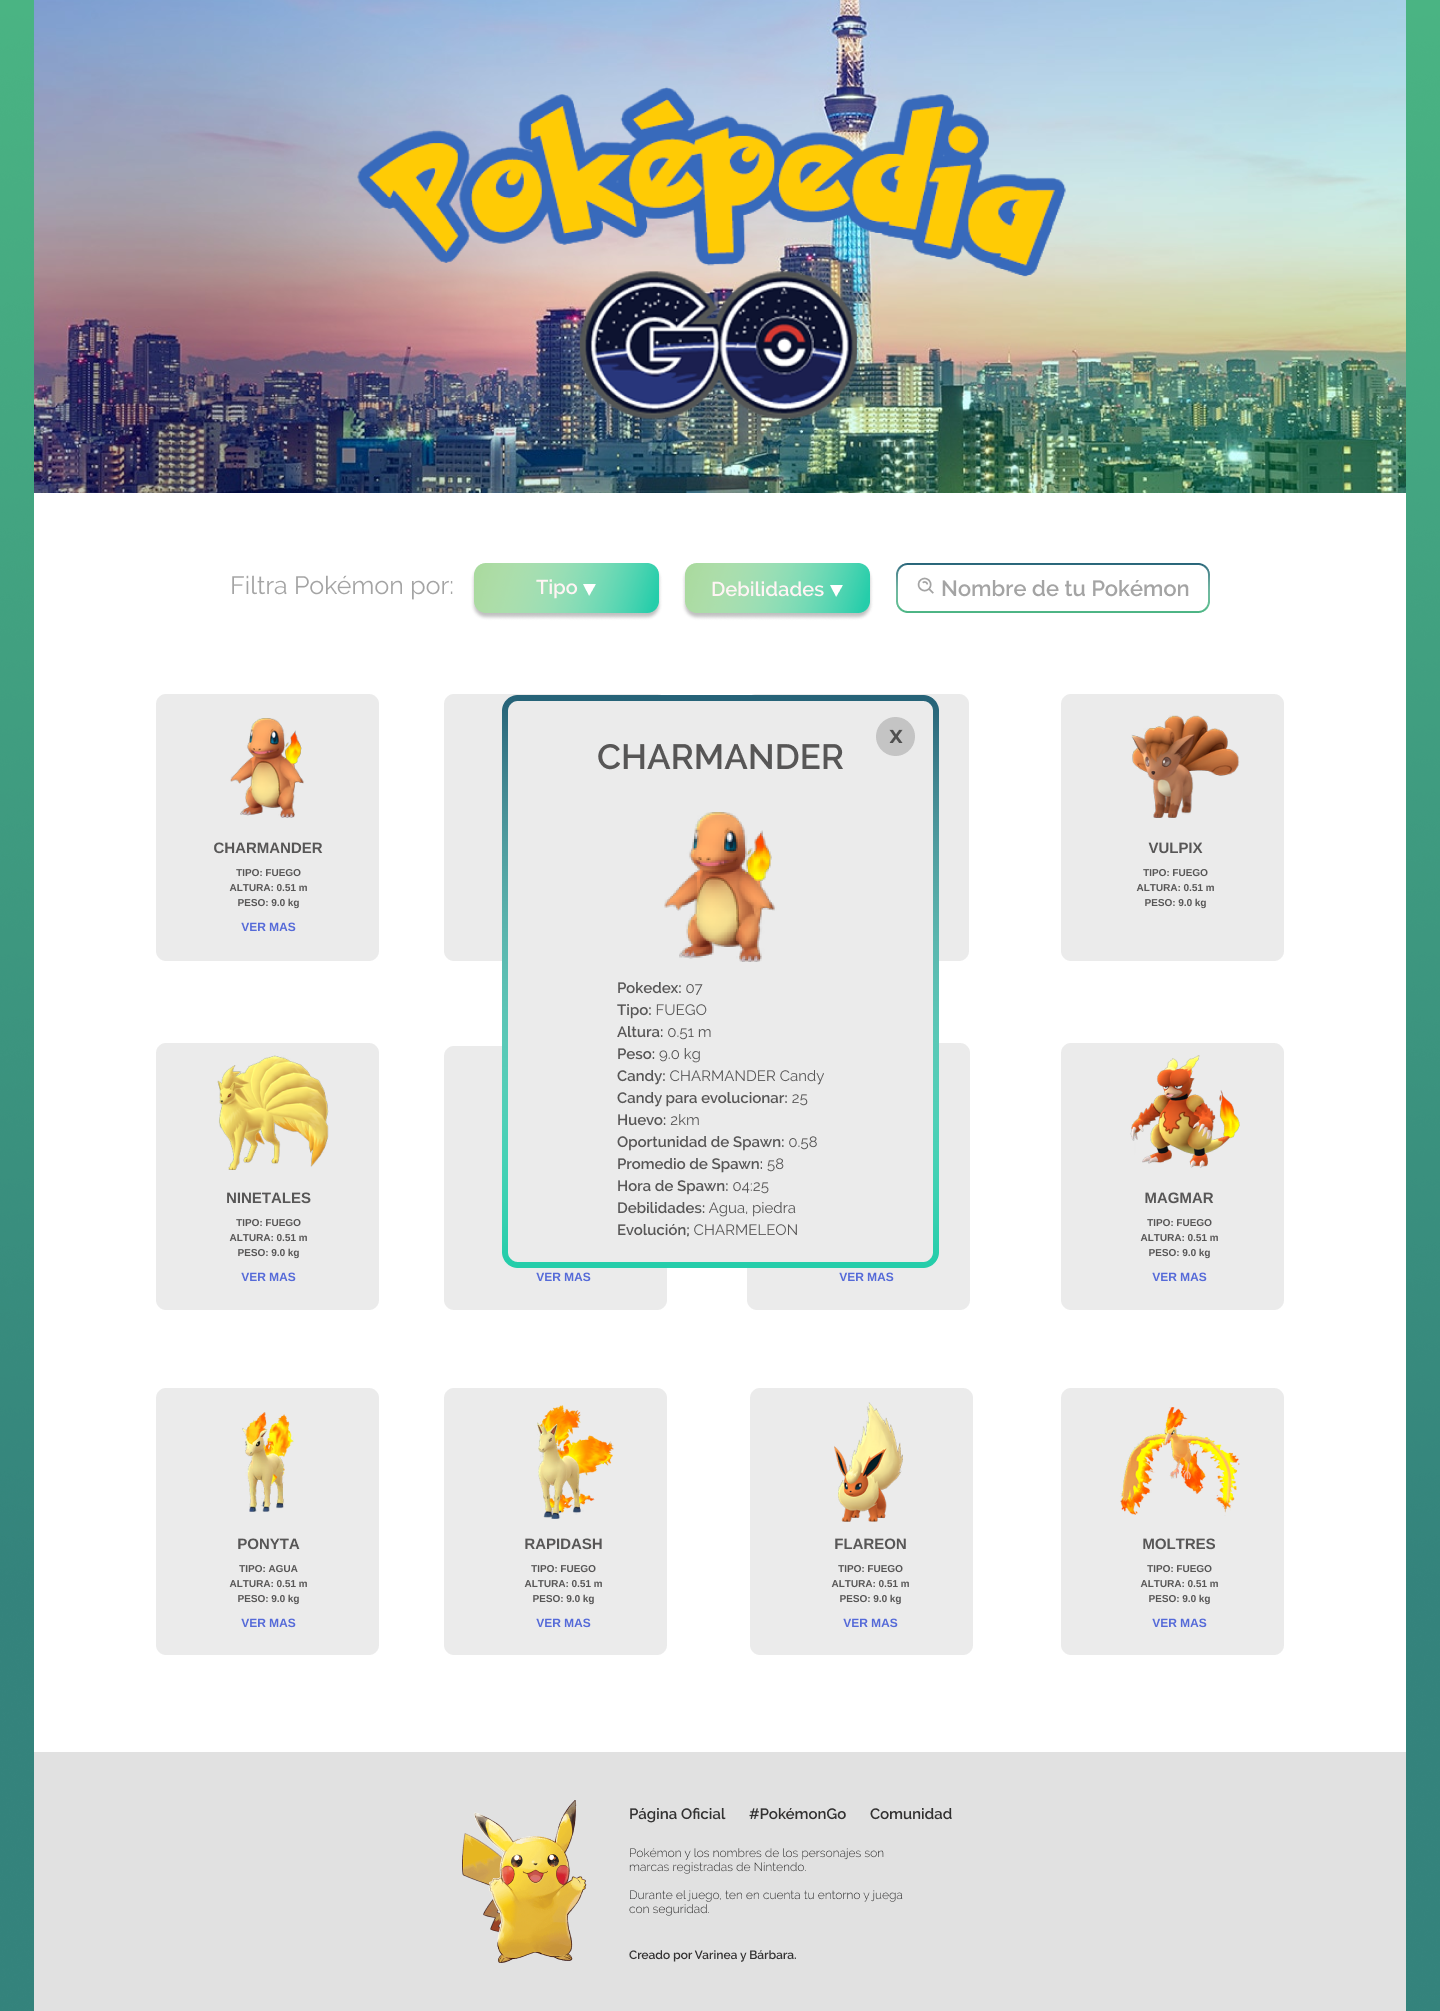 Poképedia
GO
Filtra Pokémon por:
Tipo ▼
Debilidades ▼
Nombre de tu Pokémon
CHARMANDER
TIPO: FUEGO
ALTURA: 0.51 m
PESO: 9.0 kg
VER MAS
X
CHARMANDER
Pokedex: 07
Tipo: FUEGO
Altura: 0.51 m
Peso: 9.0 kg
Candy: CHARMANDER Candy
Candy para evolucionar: 25
Huevo: 2km
Oportunidad de Spawn: 0.58
Promedio de Spawn: 58
Hora de Spawn: 04:25
Debilidades: Agua, piedra
Evolución; CHARMELEON
VULPIX
TIPO: FUEGO
ALTURA: 0.51 m
PESO: 9.0 kg
NINETALES
TIPO: FUEGO
ALTURA: 0.51 m
PESO: 9.0 kg
VER MAS
VER MAS
VER MAS
MAGMAR
TIPO: FUEGO
ALTURA: 0.51 m
PESO: 9.0 kg
VER MAS
PONYTA
TIPO: AGUA
ALTURA: 0.51 m
PESO: 9.0 kg
VER MAS
RAPIDASH
TIPO: FUEGO
ALTURA: 0.51 m
PESO: 9.0 kg
VER MAS
FLAREON
TIPO: FUEGO
ALTURA: 0.51 m
PESO: 9.0 kg
VER MAS
MOLTRES
TIPO: FUEGO
ALTURA: 0.51 m
PESO: 9.0 kg
VER MAS
Página Oficial #PokémonGo Comunidad
Pokémon y los nombres de los personajes son
marcas registradas de Nintendo.
Durante el juego, ten en cuenta tu entorno y juega
con seguridad.
Creado por Varinea y Bárbara.